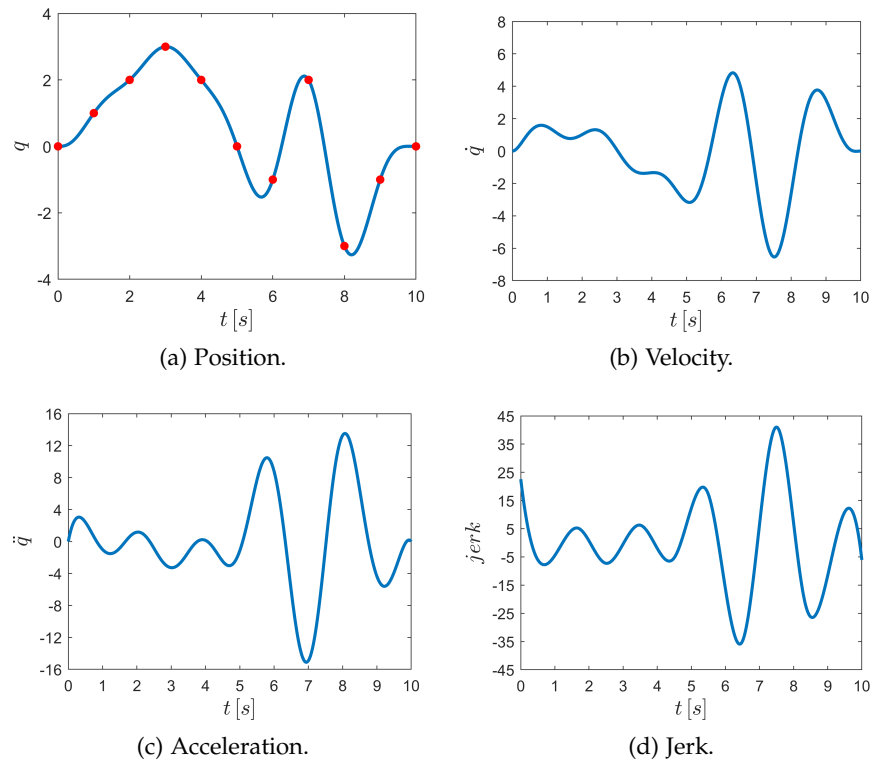 4
2
0
-2
-4
q
0 2 4 6 8 10
t [s]
(a) Position.
8
6
4
2
0
-2
-4
-6
-8
q̇
0 1 2 3 4 5 6 7 8 9 10
t [s]
(b) Velocity.
16
12
8
4
0
-4
-8
-12
-16
q̈
0 1 2 3 4 5 6 7 8 9 10
t [s]
(c) Acceleration.
45
35
25
15
5
-5
-15
-25
-35
-45
jerk
0 1 2 3 4 5 6 7 8 9 10
t [s]
(d) Jerk.